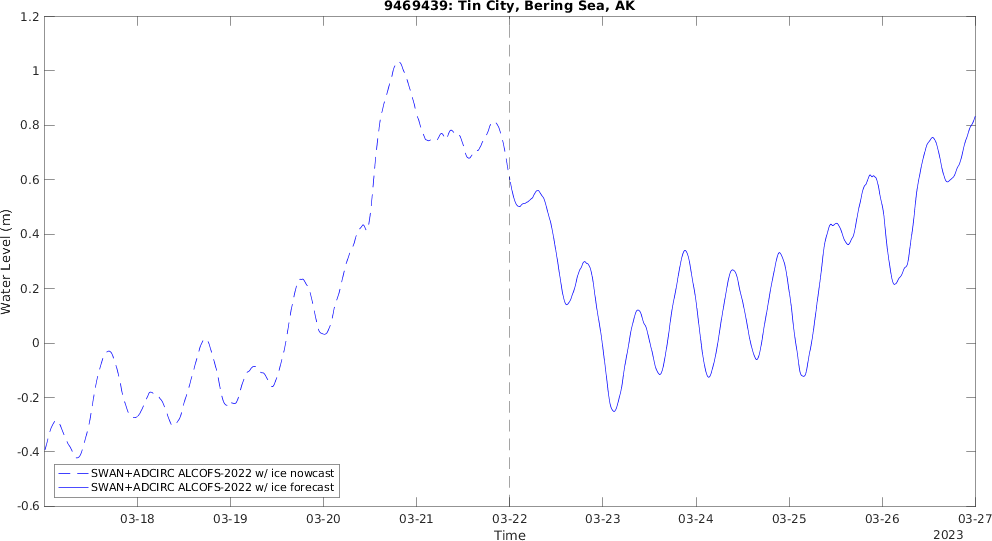 9469439: Tin City, Bering Sea, AK
Water Level (m)
1.2
1
0.8
0.6
0.4
0.2
0
-0.2
-0.4
-0.6
SWAN+ADCIRC ALCOFS-2022 w/ ice nowcast
SWAN+ADCIRC ALCOFS-2022 w/ ice forecast
03-18 03-19 03-20 03-21 03-22 03-23 03-24 03-25 03-26 03-27
Time
2023